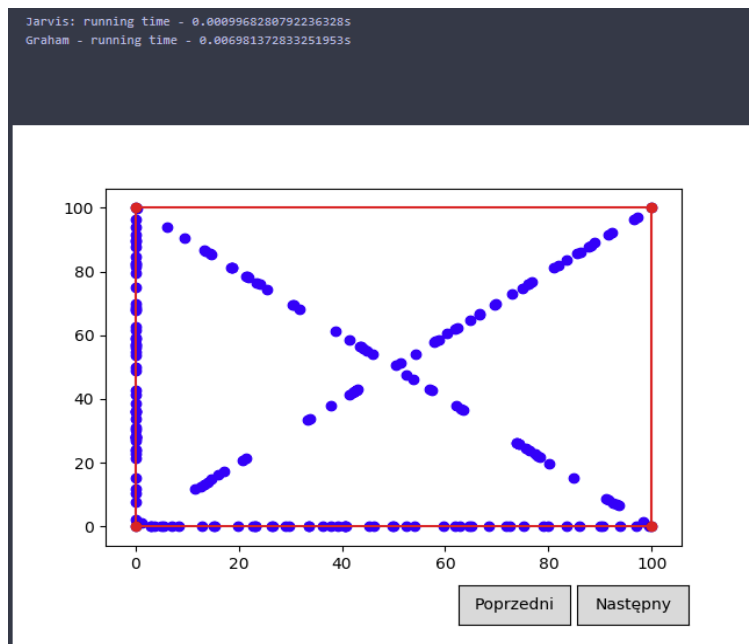 Jarvis: running time - 0.0009968280792236328s
Graham - running time - 0.006981372833251953s
100
80
60
40
20
0
0 20 40 60 80 100
Poprzedni Następny